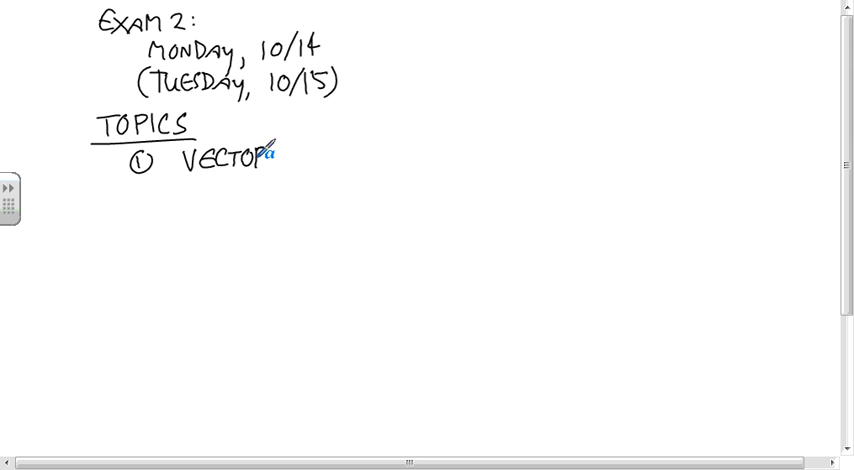 EXAM 2:
MONDAY, 10/14
(TUESDAY, 10/15)
TOPICS
① VECTOR